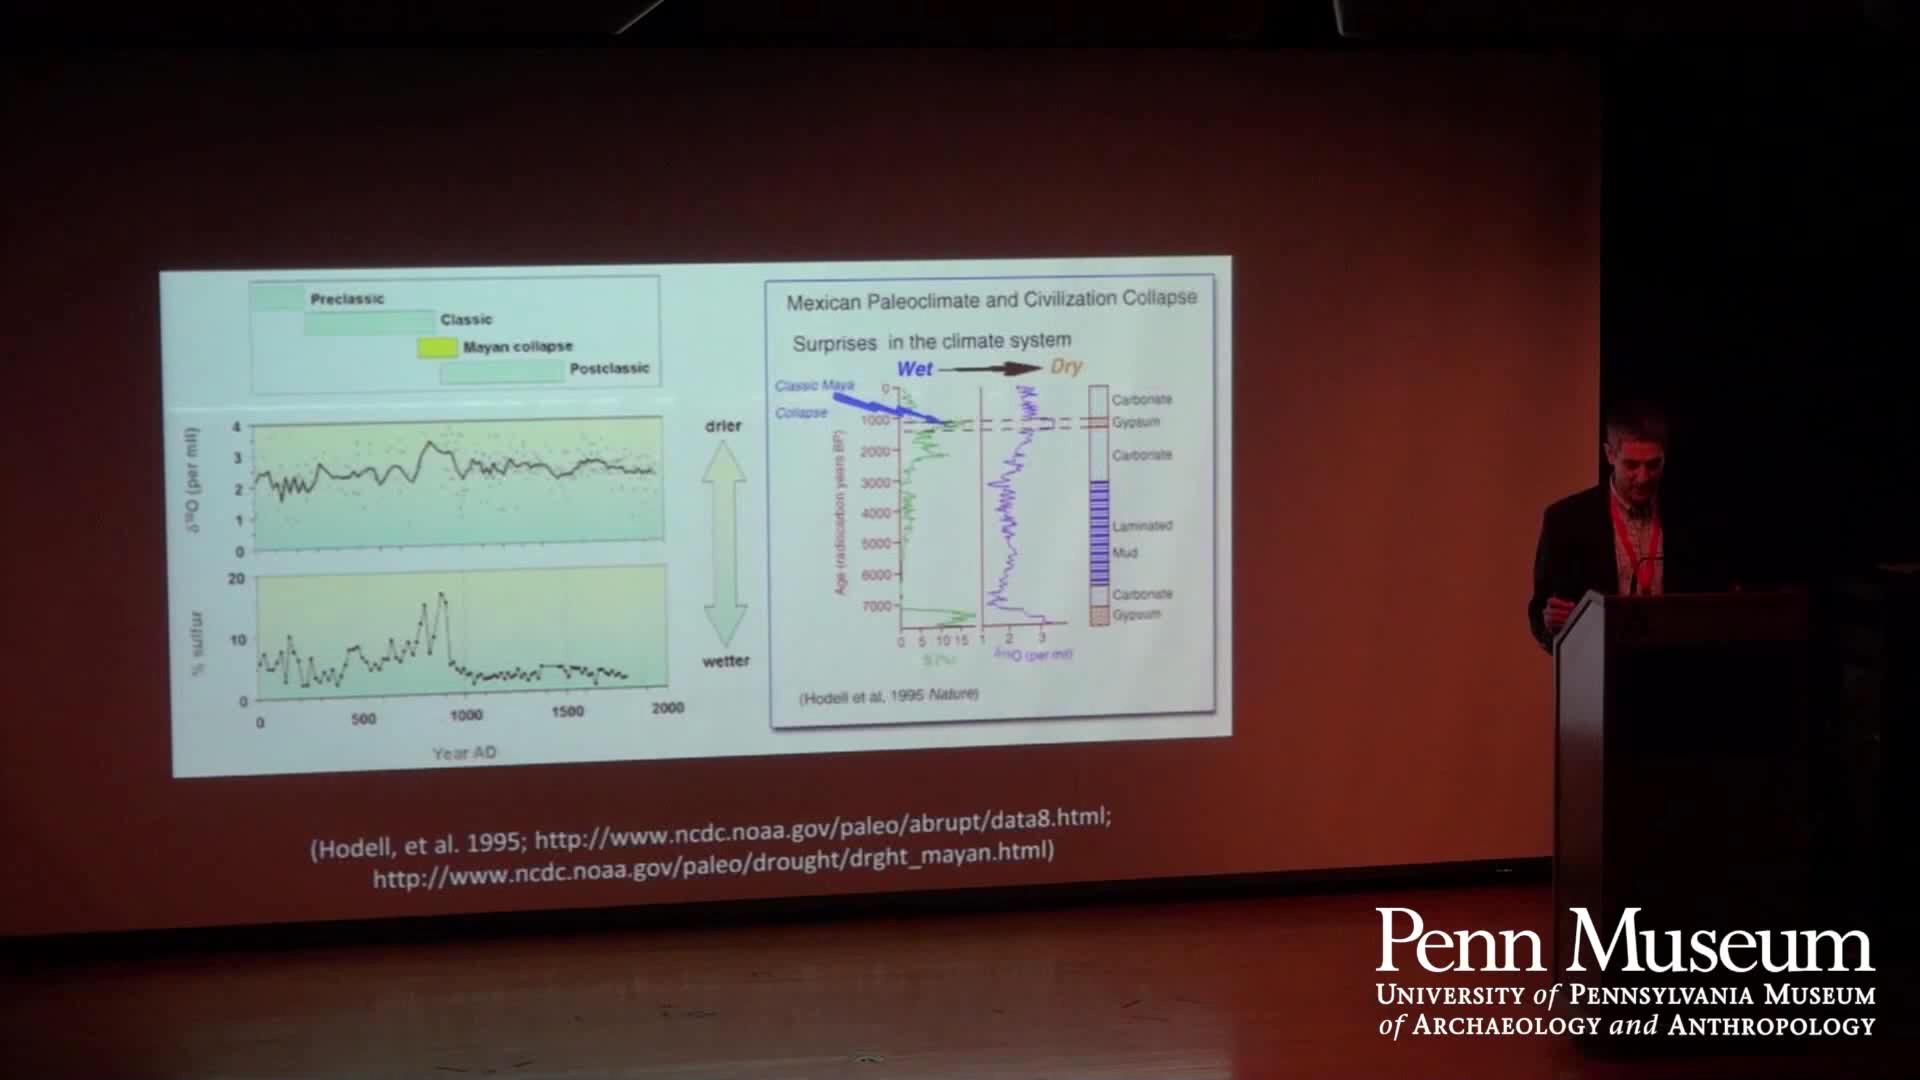 Preclassic
Classic
Mayan collapse
Postclassic
δ18O (per mil)
4
3
2
1
0
% sulfur
20
10
0
0
500
1000
1500
2000
Year AD
drier
wetter
Mexican Paleoclimate and Civilization Collapse
Surprises in the climate system
Wet
Dry
Classic Maya
Collapse
Age (radiocarbon years BP)
0
1000
2000
3000
4000
5000
6000
7000
0 5 10 15
1 2 3
S (%)
δ18O (per mil)
Carbonate
Gypsum
Carbonate
Laminated
Mud
Carbonate
Gypsum
(Hodell et al, 1995 Nature)
(Hodell, et al. 1995; http://www.ncdc.noaa.gov/paleo/abrupt/data8.html;
http://www.ncdc.noaa.gov/paleo/drought/drght_mayan.html)
Penn Museum
UNIVERSITY of PENNSYLVANIA MUSEUM
of ARCHAEOLOGY and ANTHROPOLOGY